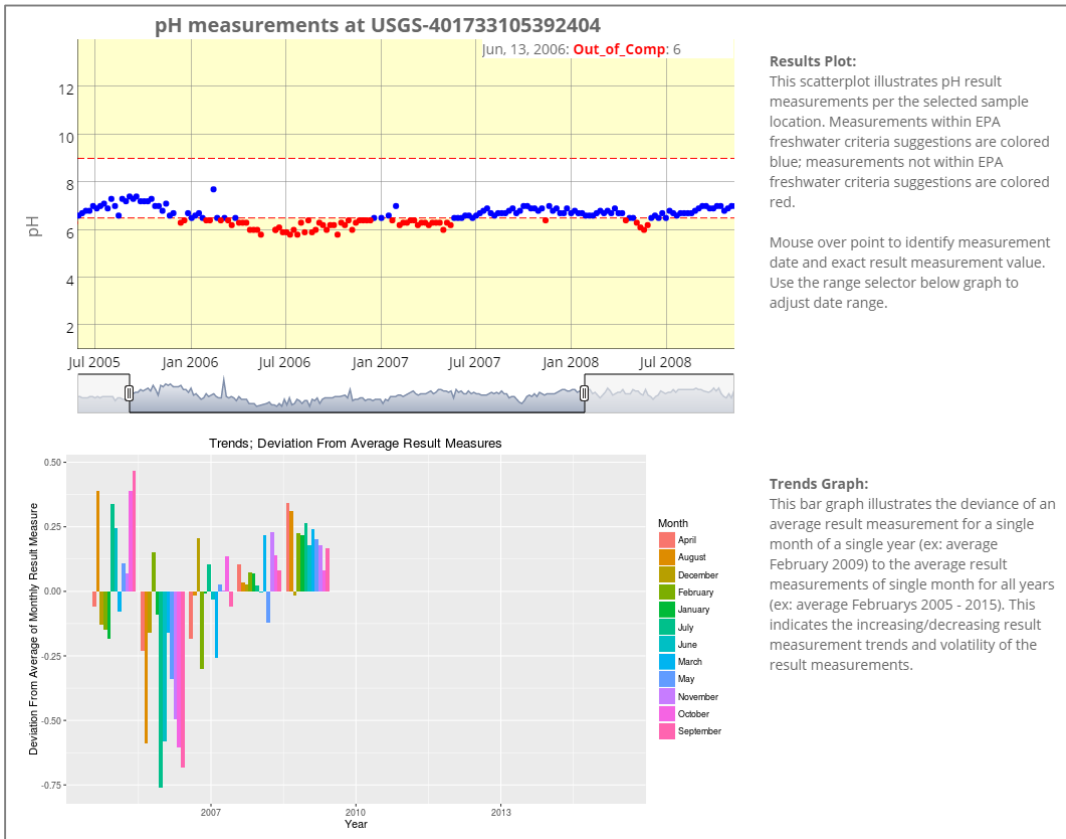 pH measurements at USGS-401733105392404
Jun, 13, 2006: Out_of_Comp: 6
12
10
8
6
4
2
pH
Jul 2005
Jan 2006
Jul 2006
Jan 2007
Jul 2007
Jan 2008
Jul 2008
Results Plot:
This scatterplot illustrates pH result
measurements per the selected sample
location. Measurements within EPA
freshwater criteria suggestions are colored
blue; measurements not within EPA
freshwater criteria suggestions are colored
red.
Mouse over point to identify measurement
date and exact result measurement value.
Use the range selector below graph to
adjust date range.
Trends; Deviation From Average Result Measures
0.50
0.25
0.00
-0.25
-0.50
-0.75
Deviation From Average of Monthly Result Measure
2007
2010
2013
Year
Month
April
August
December
February
January
July
June
March
May
November
October
September
Trends Graph:
This bar graph illustrates the deviance of an
average result measurement for a single
month of a single year (ex: average
February 2009) to the average result
measurements of single month for all years
(ex: average Februarys 2005 - 2015). This
indicates the increasing/decreasing result
measurement trends and volatility of the
result measurements.